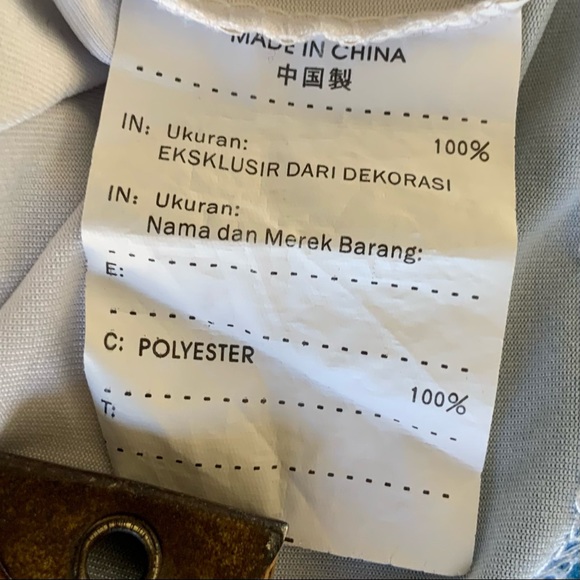 MADE IN CHINA
中国製
IN: Ukuran: 100%
EKSKLUSIR DARI DEKORASI
IN: Ukuran:
Nama dan Merek Barang:
E:
C: POLYESTER
100%
T: